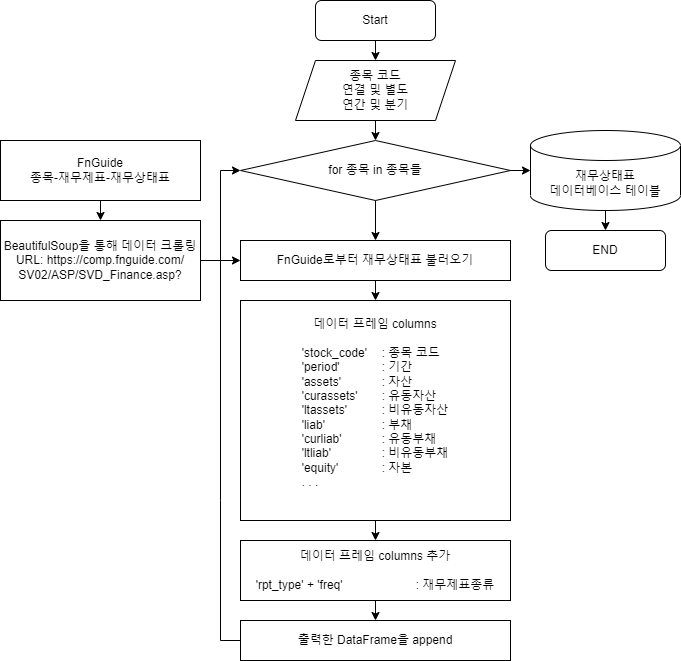 Start
종목 코드
연결 및 별도
연간 및 분기
for 종목 in 종목들
재무상태표
데이터베이스 테이블
END
FnGuide
종목-재무제표-재무상태표
BeautifulSoup을 통해 데이터 크롤링
URL: https://comp.fnguide.com/
SV02/ASP/SVD_Finance.asp?
FnGuide로부터 재무상태표 불러오기
데이터 프레임 columns
'stock_code' : 종목 코드
'period' : 기간
'assets' : 자산
'curassets' : 유동자산
'ltassets' : 비유동자산
'liab' : 부채
'curliab' : 유동부채
'ltliab' : 비유동부채
'equity' : 자본
. . .
데이터 프레임 columns 추가
'rpt_type' + 'freq' : 재무제표종류
출력한 DataFrame을 append